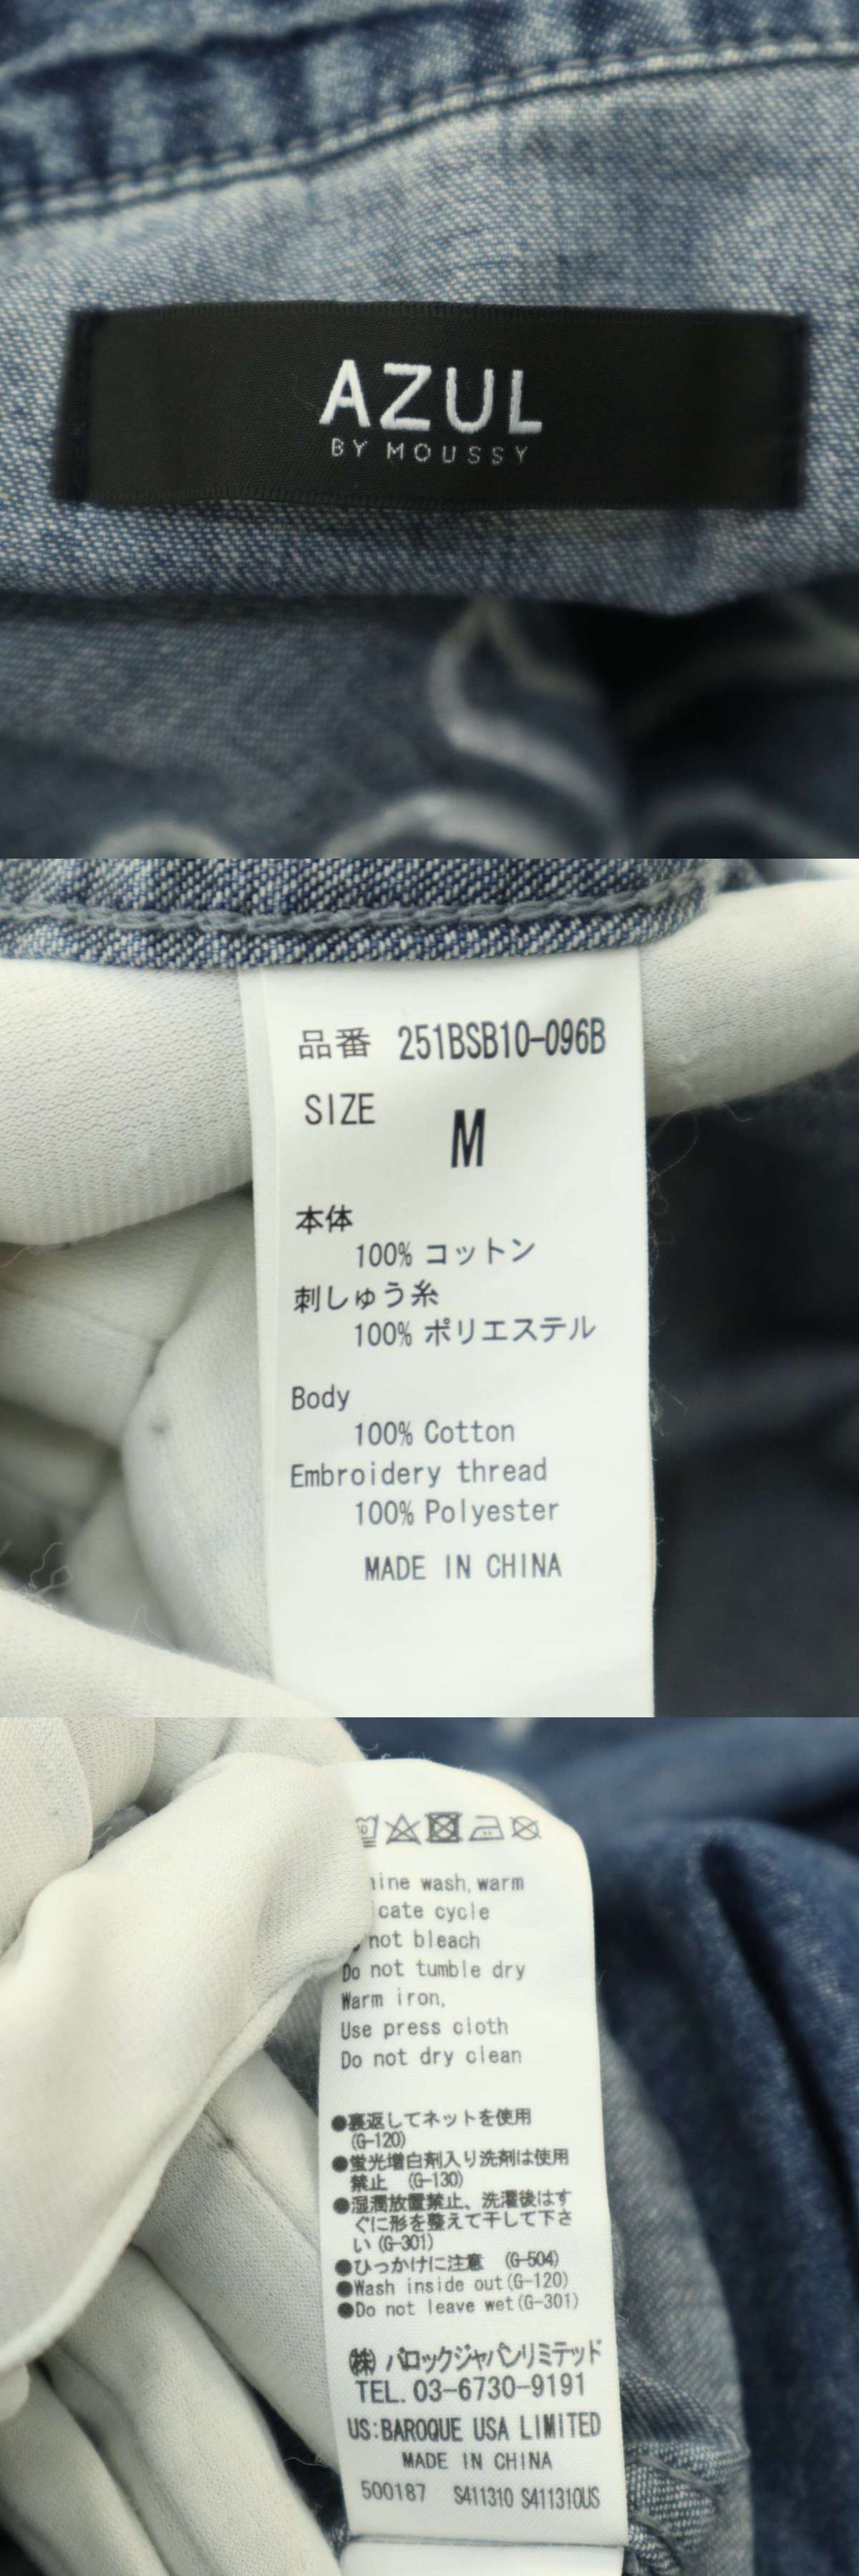 AZUL
BY MOUSSY
品番 251BSB10-096B
SIZE
M
本体
100% コットン
刺しゅう糸
100% ポリエステル
Body
100% Cotton
Embroidery thread
100% Polyester
MADE IN CHINA
wash, warm
cycle
not bleach
Do not tumble dry
Warm iron,
Use press cloth
Do not dry clean
●裏返してネットを使用
(G-120)
●蛍光増白剤入り洗剤は使用
禁止 (G-130)
●湿潤放置禁止、洗濯後はす
ぐに形を整えて干して下さ
い (G-301)
●ひっかけに注意 (G-504)
●Wash inside out(G-120)
●Do not leave wet(G-301)
㈱ バロックジャパンリミテッド
TEL. 03-6730-9191
US:BAROQUE USA LIMITED
MADE IN CHINA
500187 S411310 S411310US